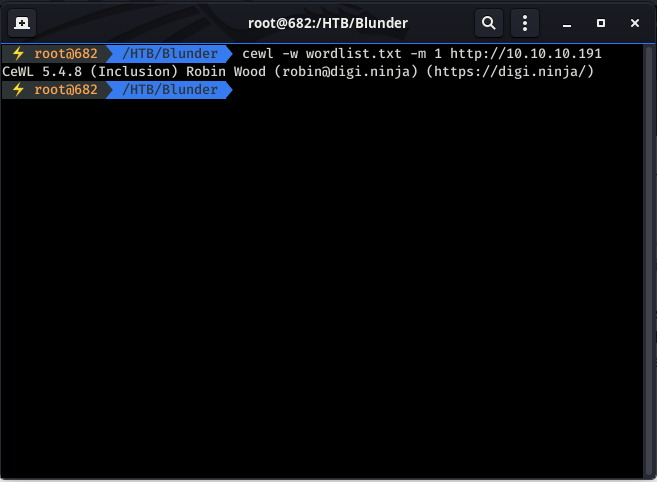 root@682:/HTB/Blunder
⚡ root@682 /HTB/Blunder cewl -w wordlist.txt -m 1 http://10.10.10.191
CeWL 5.4.8 (Inclusion) Robin Wood (robin@digi.ninja) (https://digi.ninja/)
⚡ root@682 /HTB/Blunder